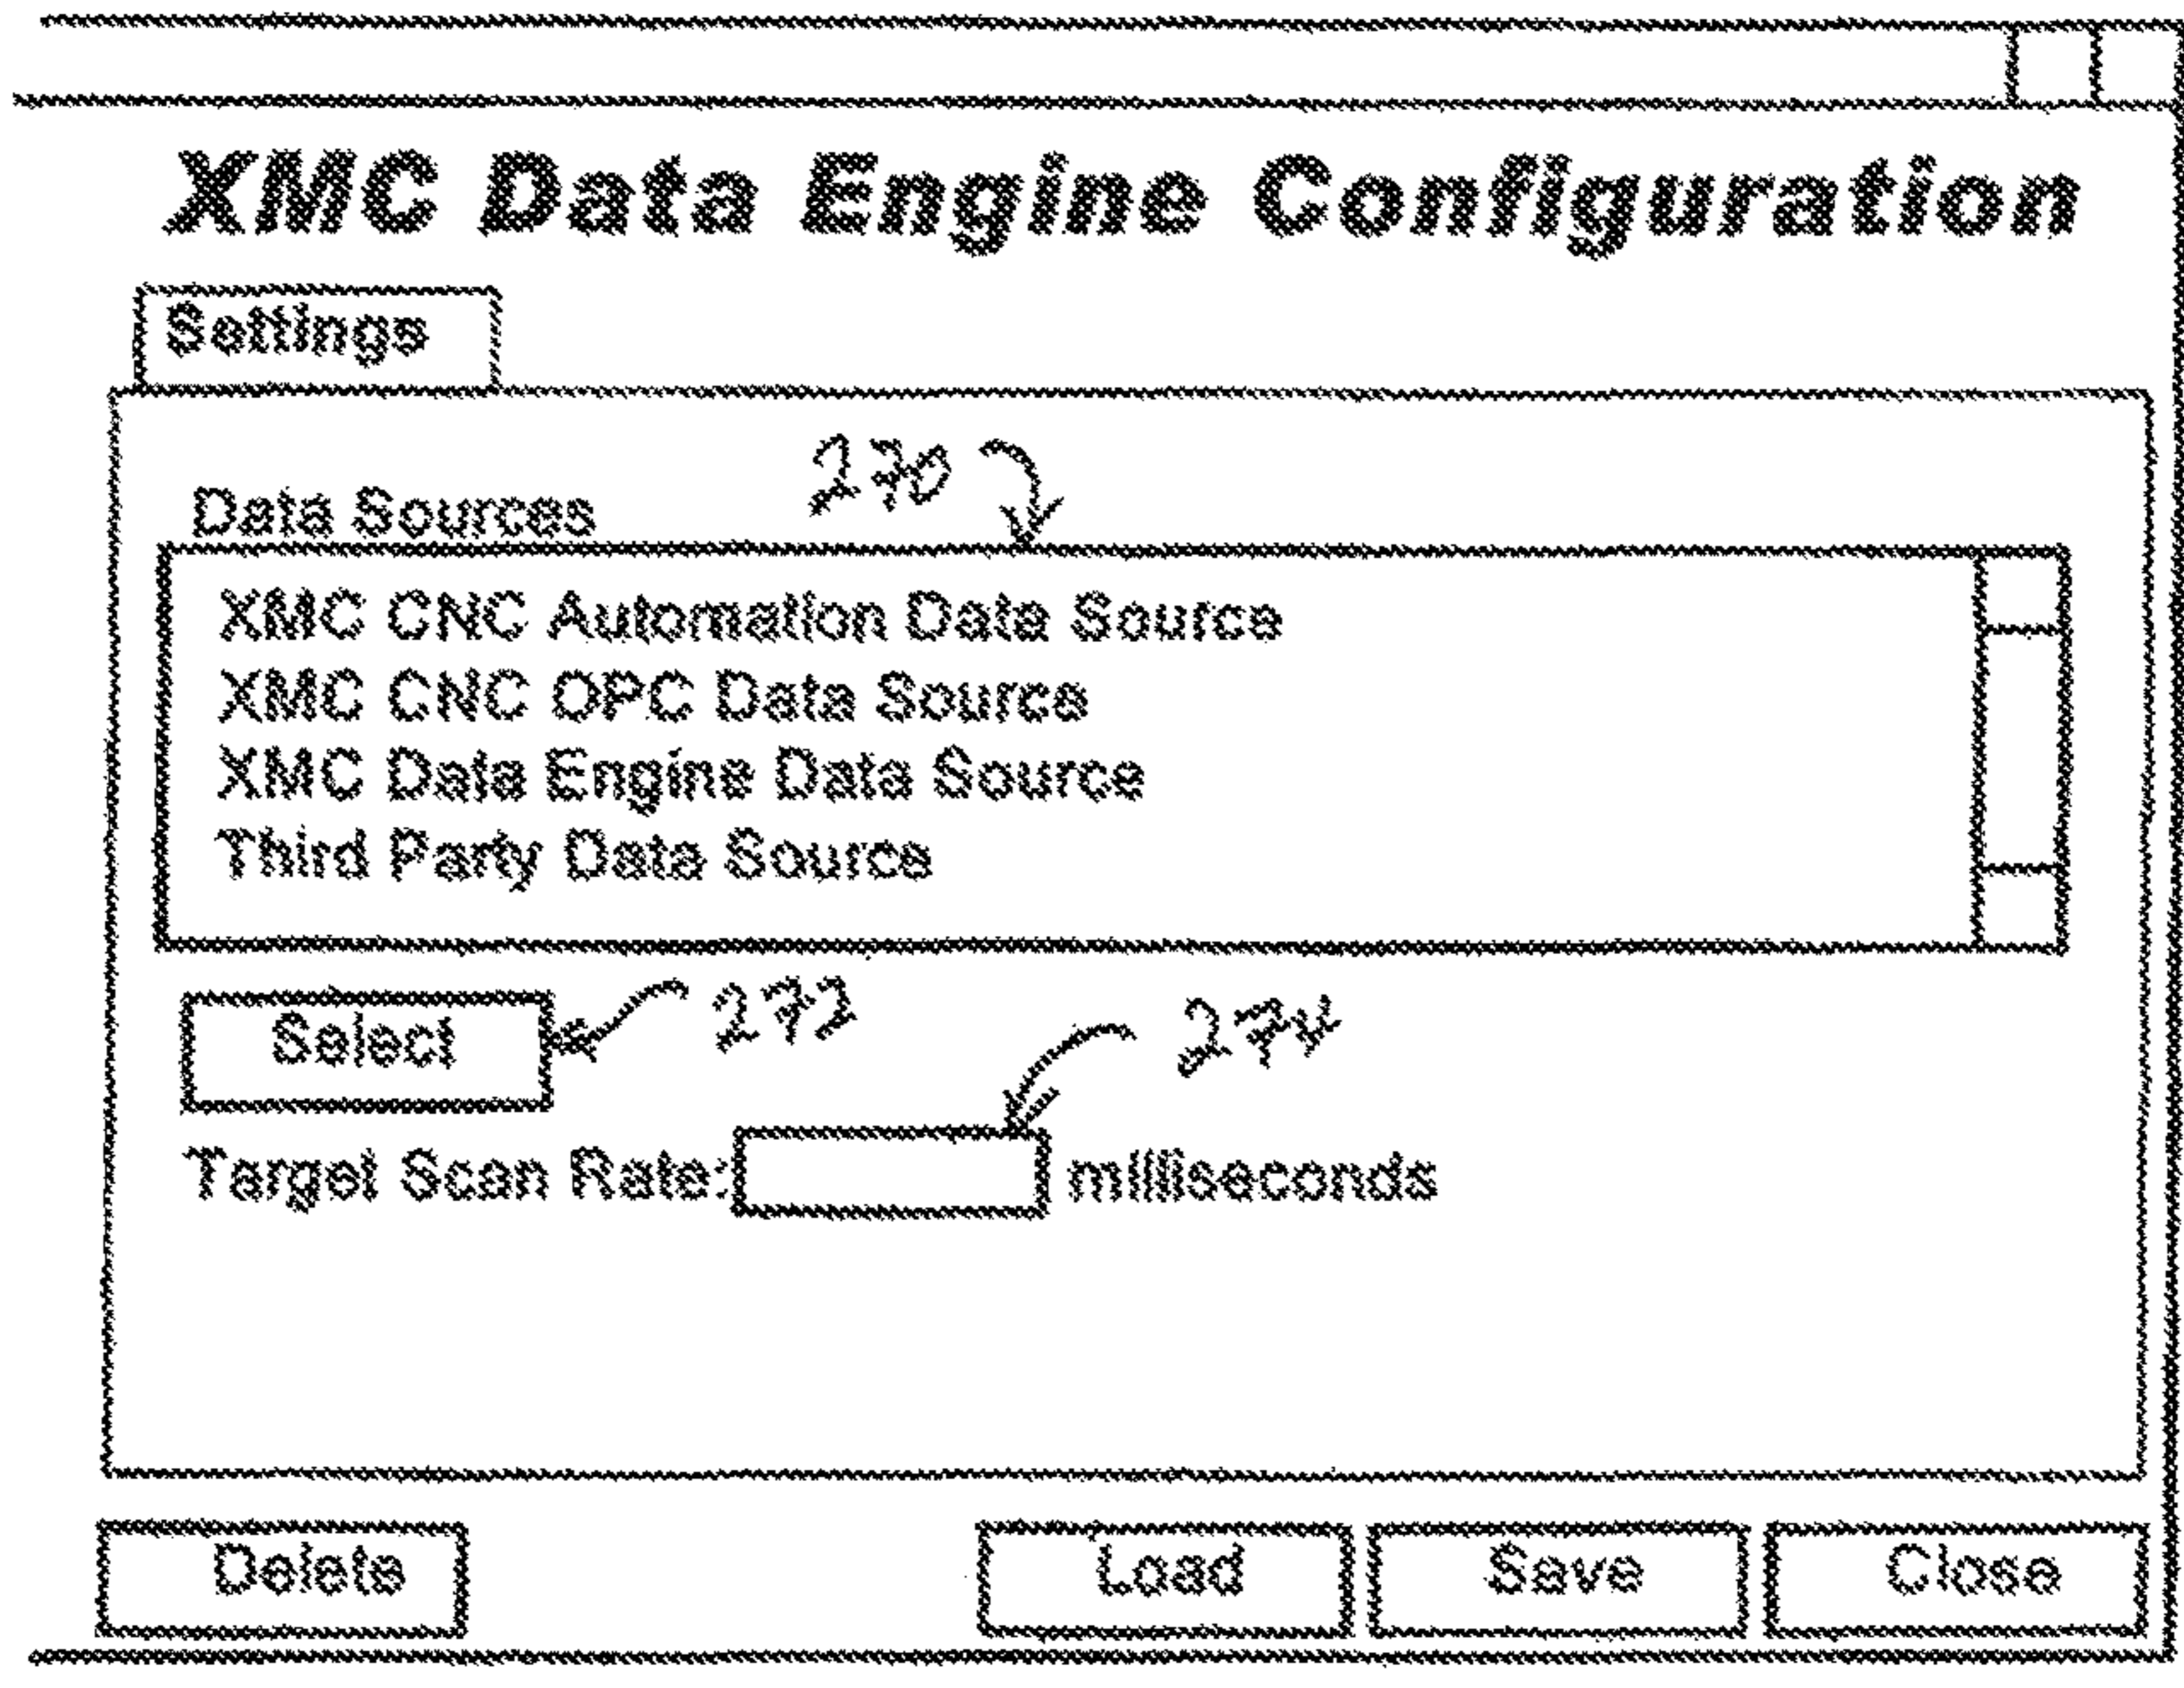 XMC Data Engine Configuration
Settings
270
Data Sources
XMC CNC Automation Data Source
XMC CNC OPC Data Source
XMC Data Engine Data Source
Third Party Data Source
Select
272
274
Target Scan Rate: milliseconds
Delete Load Save Close